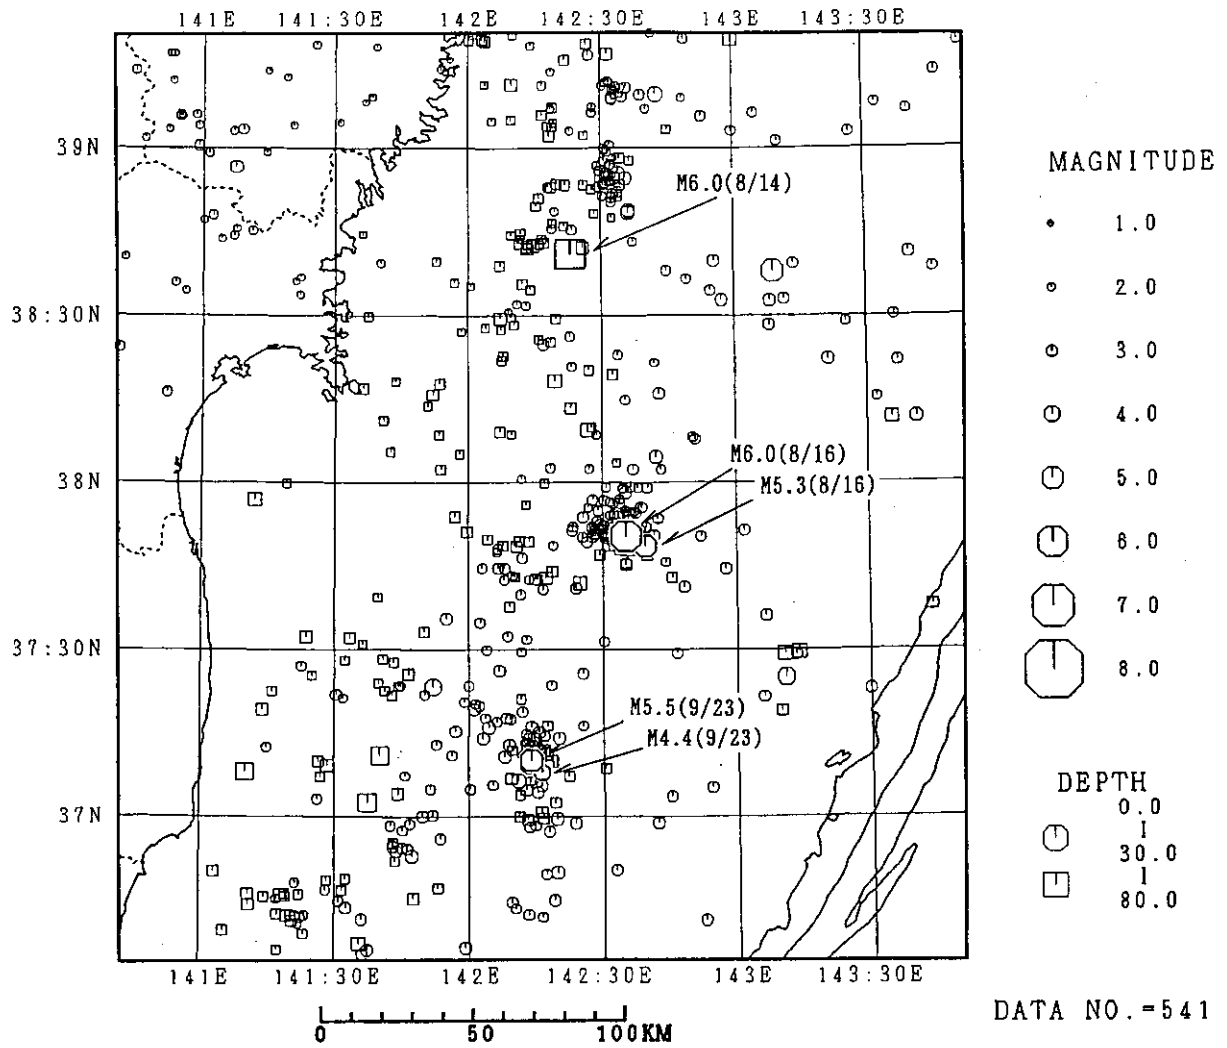 141E 141:30E 142E 142:30E 143E 143:30E
39N
38:30N
38N
37:30N
37N
M6.0(8/14)
M6.0(8/16)
M5.3(8/16)
M5.5(9/23)
M4.4(9/23)
141E 141:30E 142E 142:30E 143E 143:30E
0 50 100KM
MAGNITUDE
1.0
2.0
3.0
4.0
5.0
6.0
7.0
8.0
DEPTH
0.0
I
30.0
I
80.0
DATA NO.=541